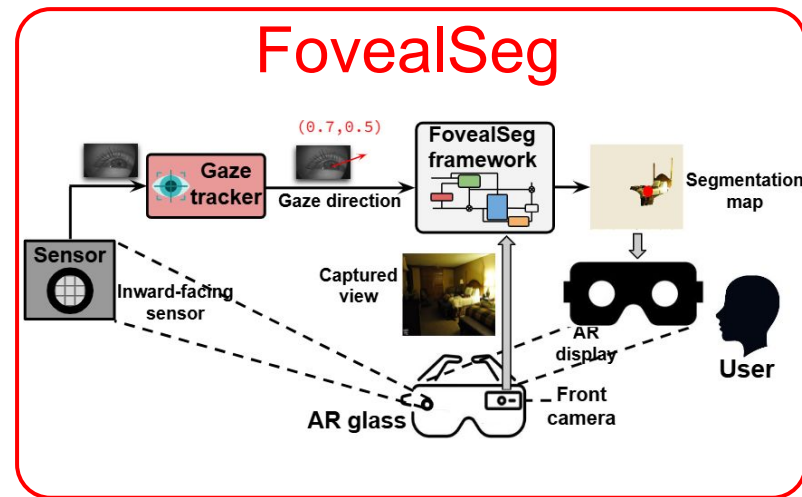 FovealSeg
(0.7,0.5)
Gaze
tracker
Gaze direction
FovealSeg
framework
Segmentation
map
Sensor
Inward-facing
sensor
Captured
view
AR
display
User
AR glass
Front
camera